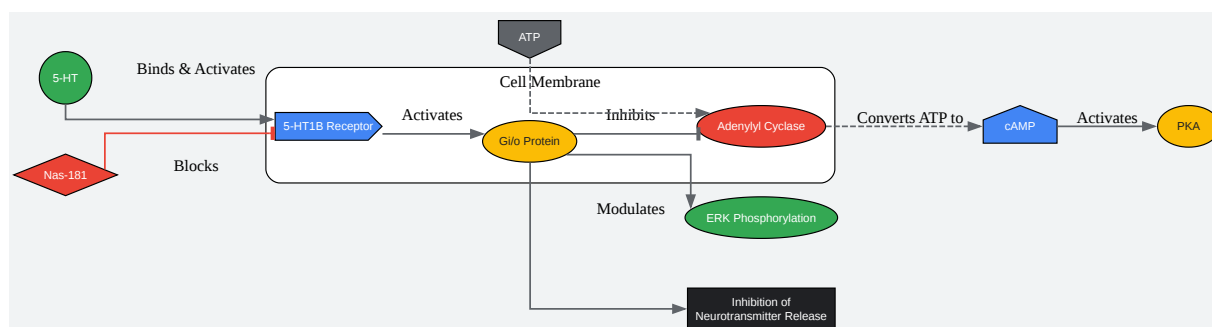 ATP
5-HT
Binds & Activates
Cell Membrane
5-HT1B Receptor
Activates
Gi/o Protein
Inhibits
Adenylyl Cyclase
Converts ATP to
cAMP
Activates
PKA
Nas-181
Blocks
Modulates
ERK Phosphorylation
Inhibition of
Neurotransmitter Release